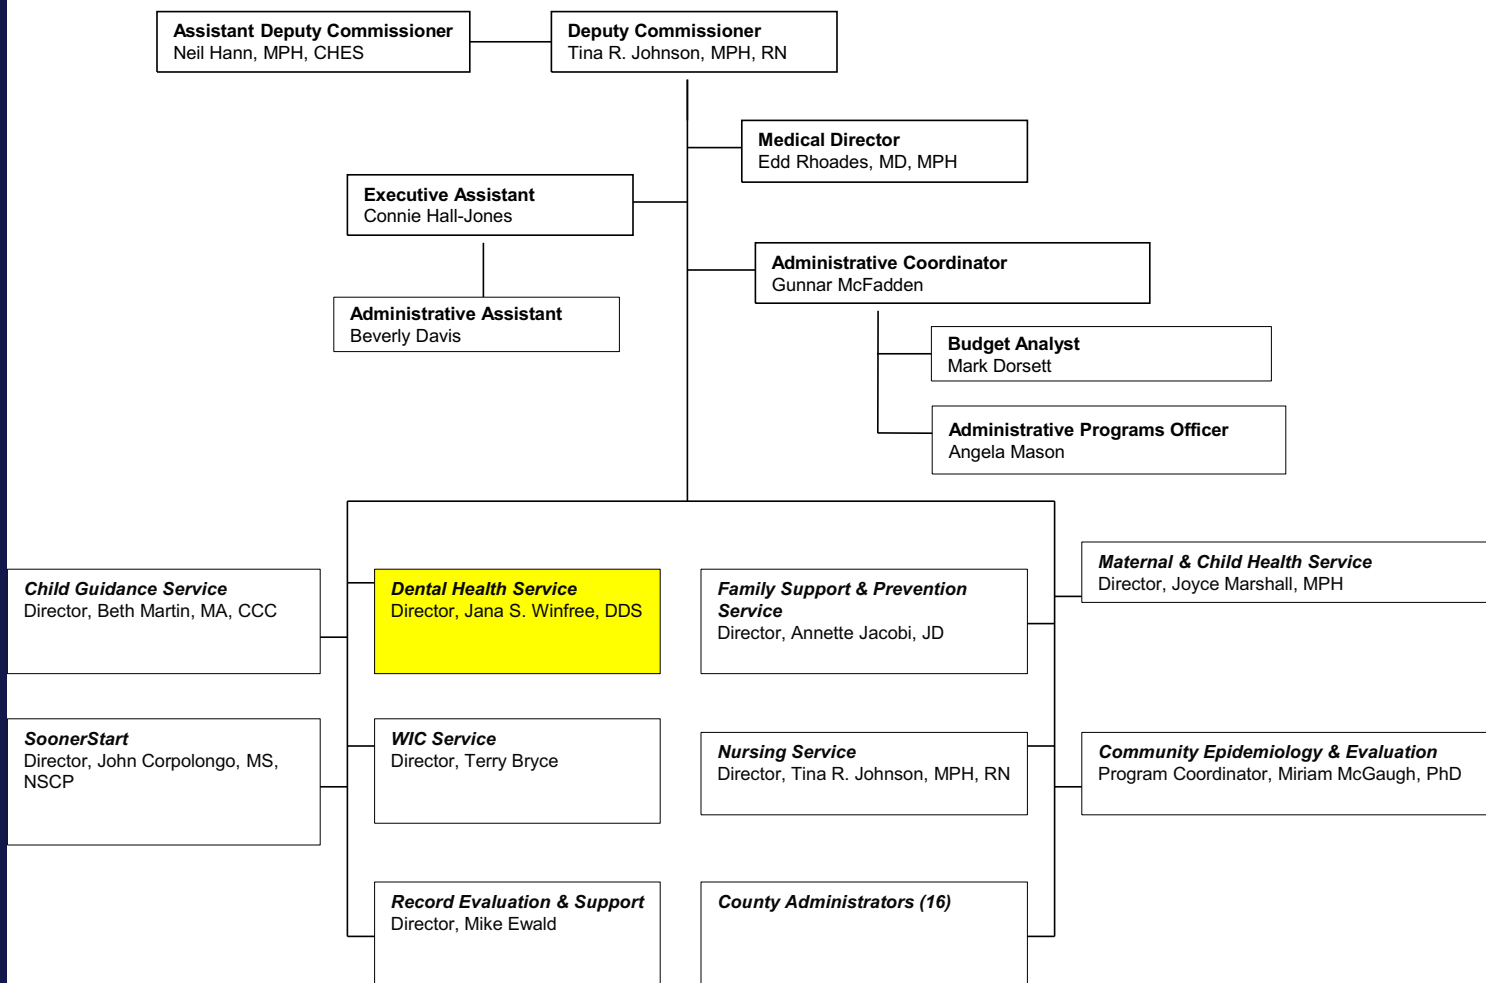 Assistant Deputy Commissioner
Neil Hann, MPH, CHES
Deputy Commissioner
Tina R. Johnson, MPH, RN
Medical Director
Edd Rhoades, MD, MPH
Executive Assistant
Connie Hall-Jones
Administrative Coordinator
Gunnar McFadden
Administrative Assistant
Beverly Davis
Budget Analyst
Mark Dorsett
Administrative Programs Officer
Angela Mason
Child Guidance Service
Director, Beth Martin, MA, CCC
Dental Health Service
Director, Jana S. Winfree, DDS
Family Support & Prevention
Service
Director, Annette Jacobi, JD
Maternal & Child Health Service
Director, Joyce Marshall, MPH
SoonerStart
Director, John Corpolongo, MS,
NSCP
WIC Service
Director, Terry Bryce
Nursing Service
Director, Tina R. Johnson, MPH, RN
Community Epidemiology & Evaluation
Program Coordinator, Miriam McGaugh, PhD
Record Evaluation & Support
Director, Mike Ewald
County Administrators (16)